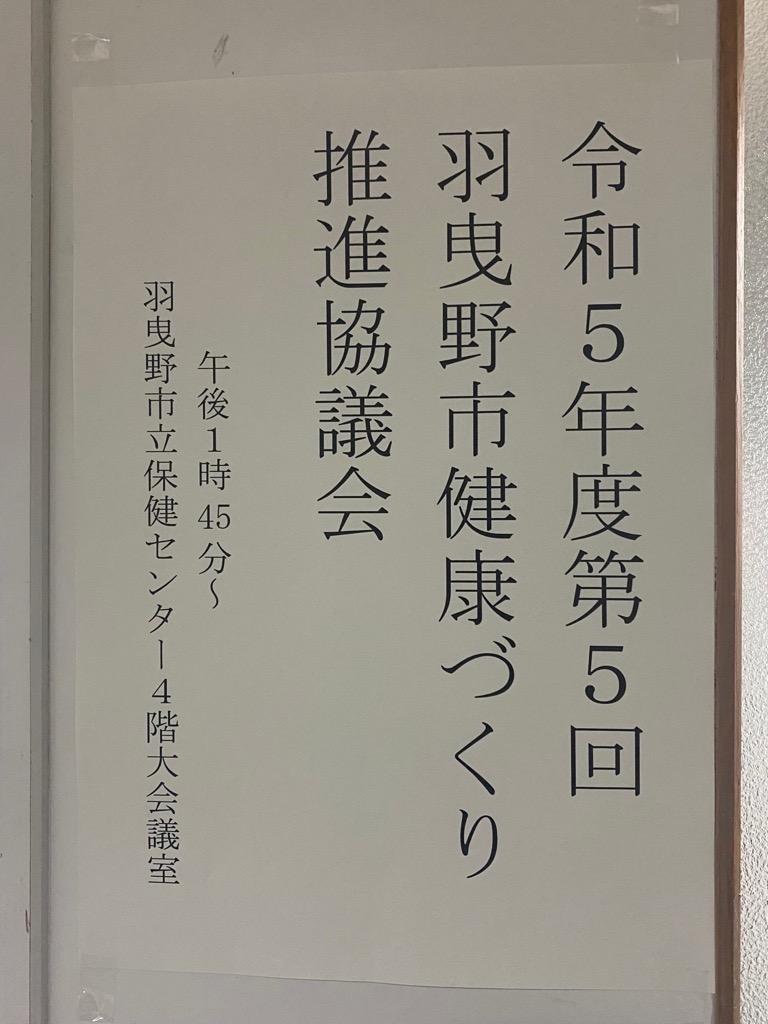 令和5年度第5回
羽曳野市健康づくり
推進協議会
午後1時45分~
羽曳野市立保健センター4階大会議室